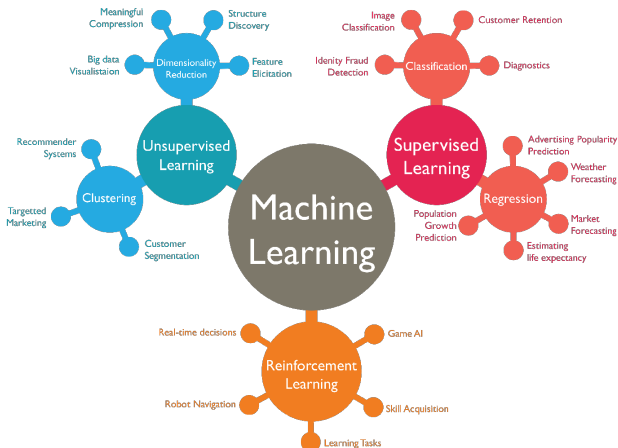 Meaningful
Compression
Structure
Discovery
Big data
Visualistaion
Dimensionality
Reduction
Feature
Elicitation
Unsupervised
Learning
Recommender
Systems
Clustering
Targetted
Marketing
Customer
Segmentation
Image
Classification
Customer Retention
Idenity Fraud
Detection
Classification
Diagnostics
Supervised
Learning
Advertising Popularity
Prediction
Weather
Forecasting
Regression
Population
Growth
Prediction
Market
Forecasting
Estimating
life expectancy
Machine
Learning
Real-time decisions
Game AI
Reinforcement
Learning
Robot Navigation
Skill Acquisition
Learning Tasks